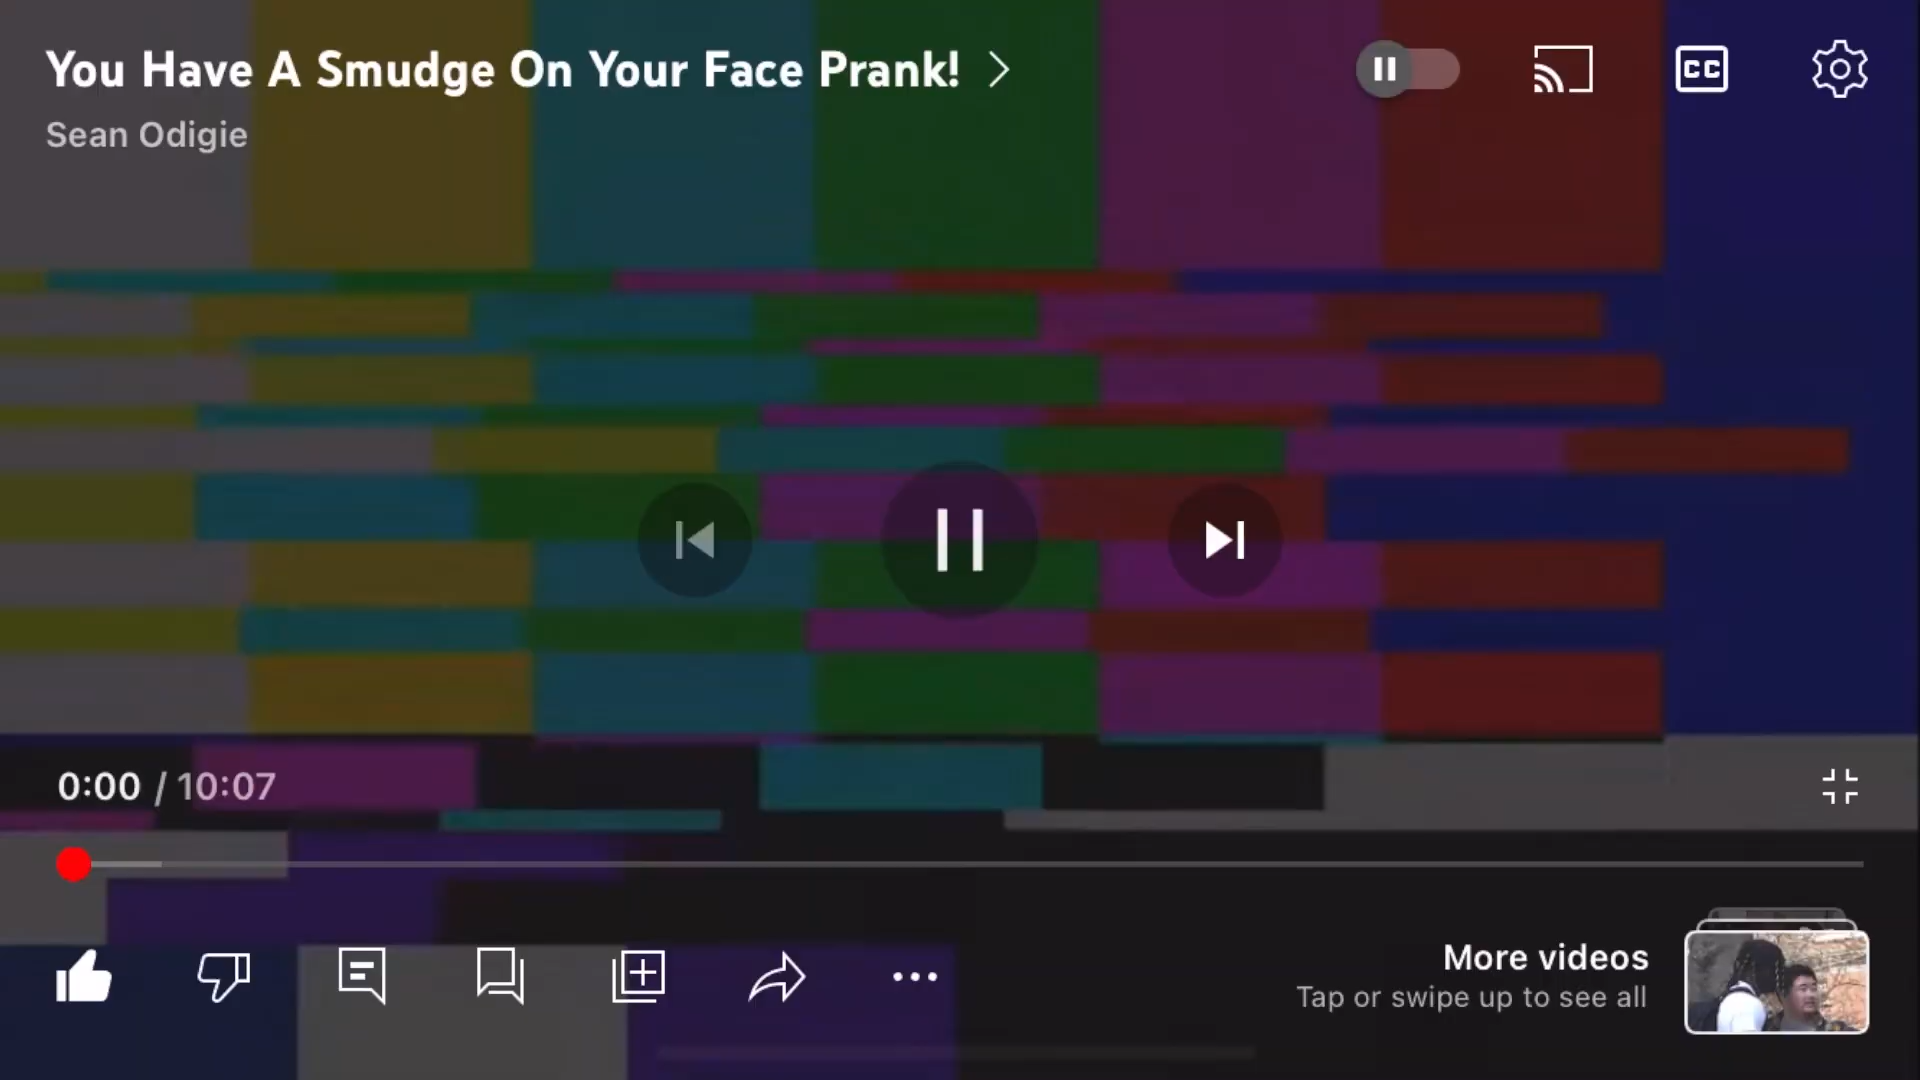 You Have A Smudge On Your Face Prank!
Sean Odigie
CC
0:00 / 10:07
More videos
Tap or swipe up to see all